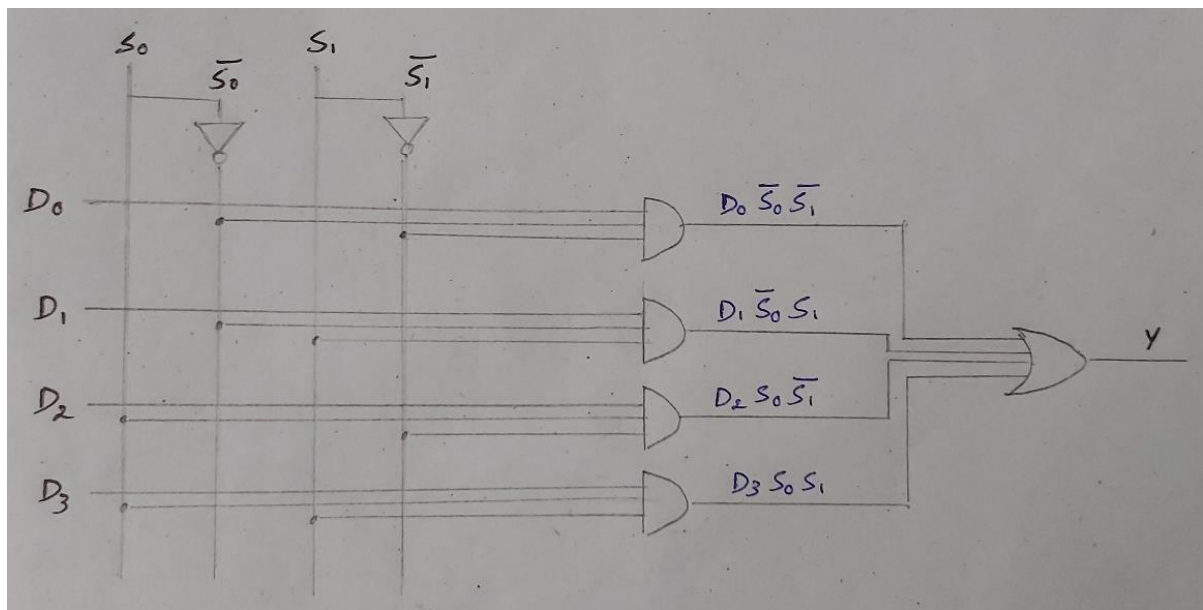 S₀
S̅₀
S₁
S̅₁
D₀
D₀ S̅₀ S̅₁
D₁
D₁ S̅₀ S₁
Y
D₂
D₂ S₀ S̅₁
D₃
D₃ S₀ S₁